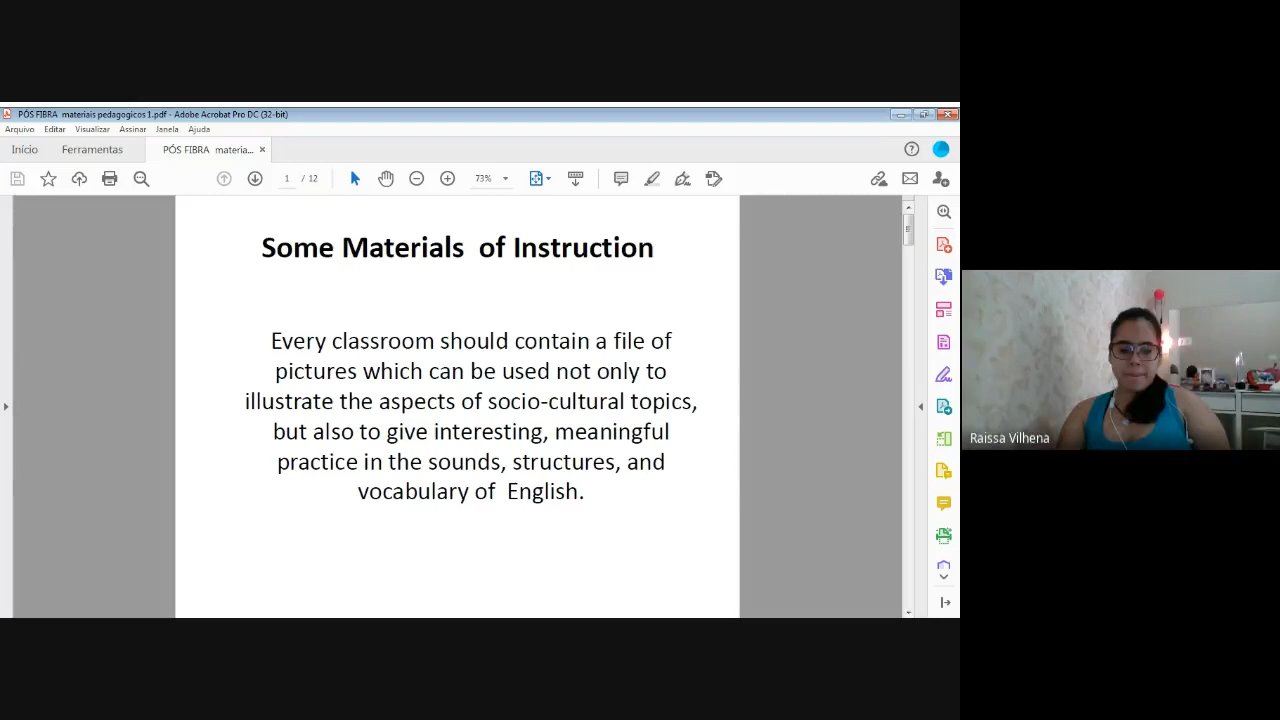 PÓS FIBRA materiais pedagogicos 1.pdf - Adobe Acrobat Pro DC (32-bit)
Arquivo Editar Visualizar Assinar Janela Ajuda
Início Ferramentas PÓS FIBRA materia... ×
1 / 12 73%
Some Materials of Instruction
Every classroom should contain a file of
pictures which can be used not only to
illustrate the aspects of socio-cultural topics,
but also to give interesting, meaningful
practice in the sounds, structures, and
vocabulary of English.
Raissa Vilhena